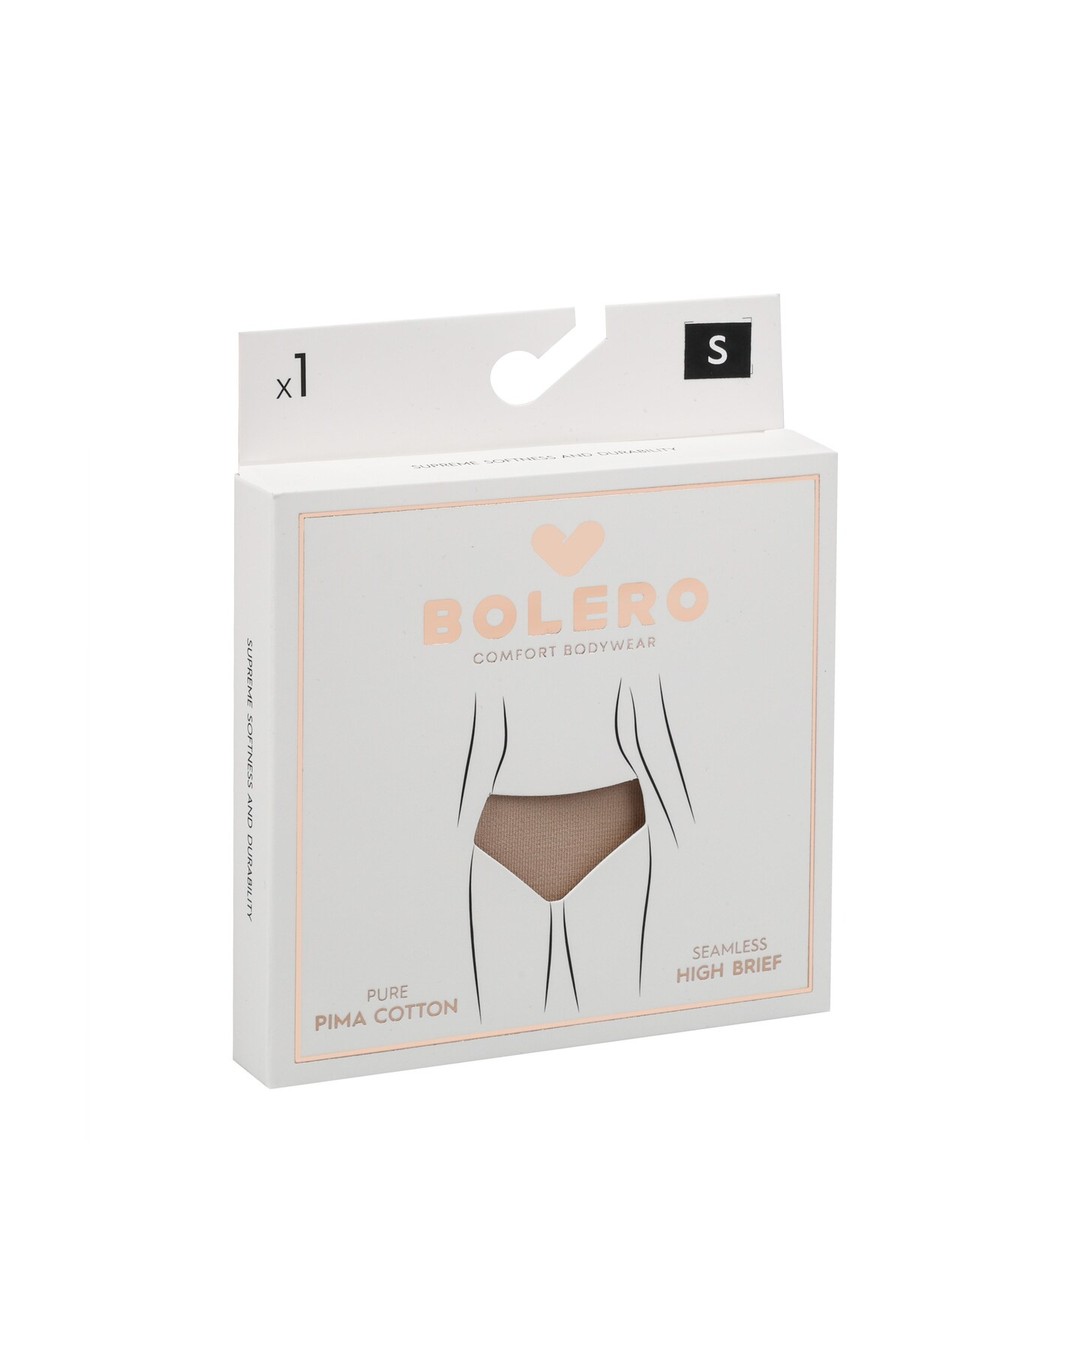 x1
S
SUPREME SOFTNESS AND DURABILITY
BOLERO
COMFORT BODYWEAR
SUPREME SOFTNESS AND DURABILITY
SEAMLESS
HIGH BRIEF
PURE
PIMA COTTON